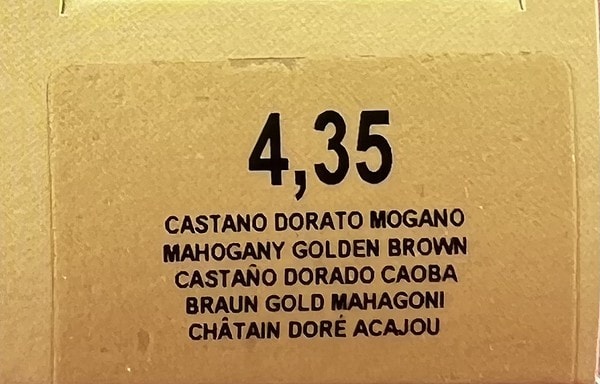 4,35
CASTANO DORATO MOGANO
MAHOGANY GOLDEN BROWN
CASTAÑO DORADO CAOBA
BRAUN GOLD MAHAGONI
CHÂTAIN DORÉ ACAJOU